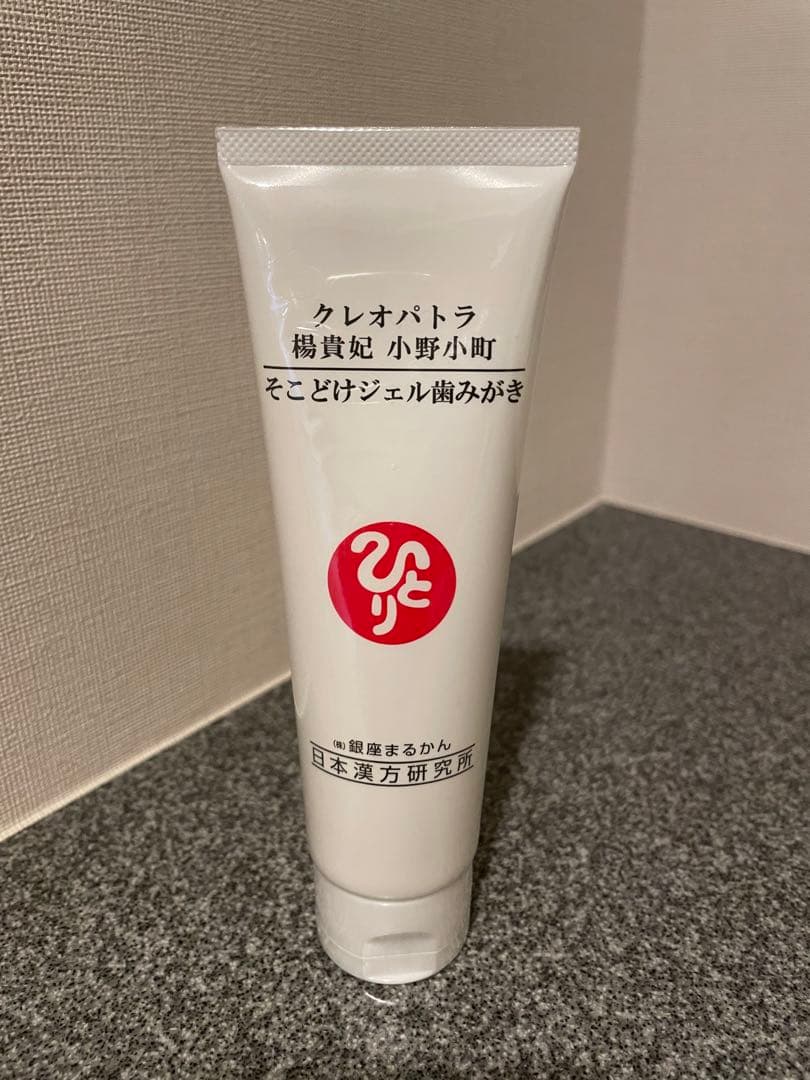 クレオパトラ
楊貴妃 小野小町
そこどけジェル歯みがき
ひとり
㈱銀座まるかん
日本漢方研究所